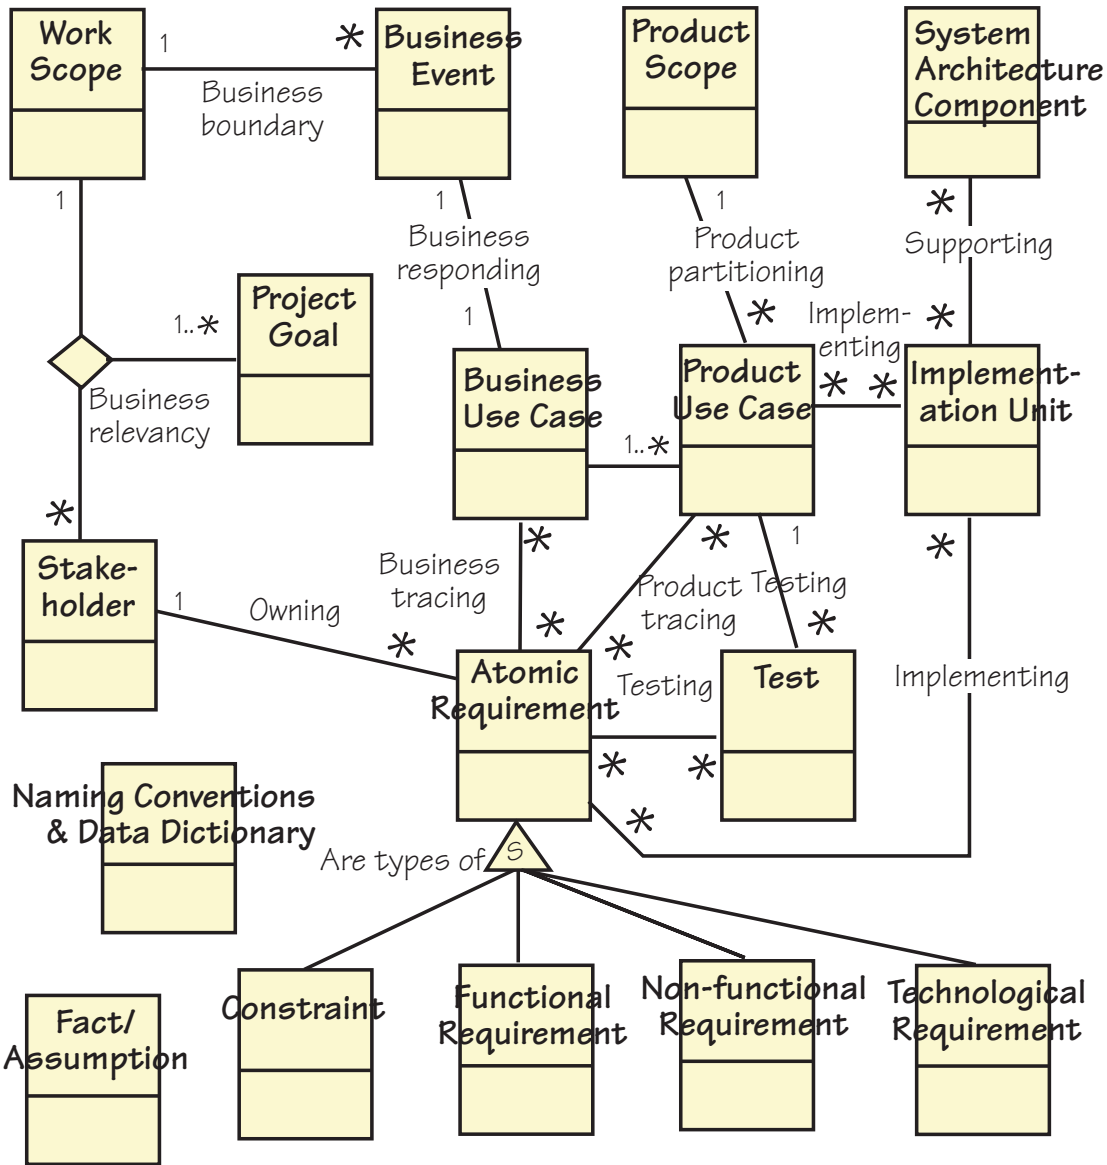 Work
Scope
1
*
Business
Event
Business
boundary
Product
Scope
System
Architecture
Component
1
1
Business
responding
1
1
Product
partitioning
*
*
Supporting
*
Project
Goal
1..*
Business
relevancy
*
Business
Use Case
1..*
Product
Use Case
Implem-
enting
* *
Implement-
ation Unit
Stake-
holder
1
Owning
*
*
Business
tracing
*
*
Product
tracing
*
1
Testing
*
*
Implementing
Atomic
Requirement
Testing
* *
Test
*
Naming Conventions
& Data Dictionary
Are types of
S
Fact/
Assumption
Constraint
Functional
Requirement
Non-functional
Requirement
Technological
Requirement